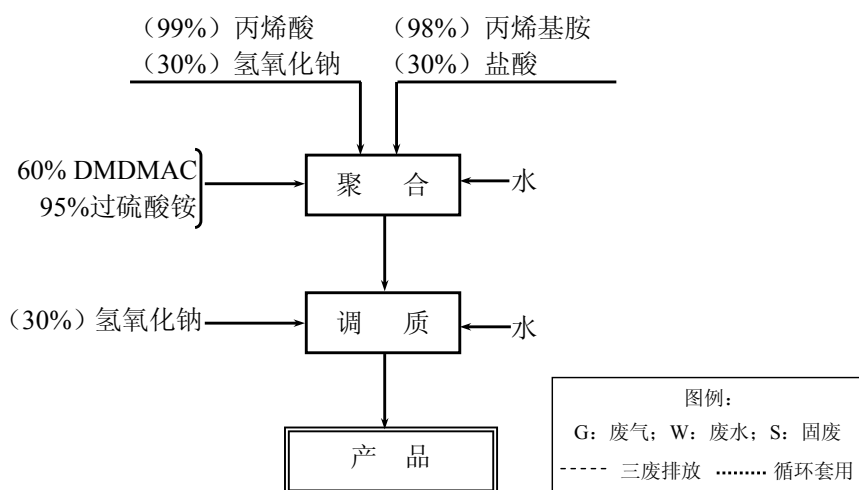 （99%）丙烯酸 （98%）丙烯基胺
（30%）氢氧化钠 （30%）盐酸
60% DMDMAC
95%过硫酸铵
聚 合
水
（30%）氢氧化钠
调 质
水
产 品
图例：
G：废气；W：废水；S：固废
三废排放 循环套用